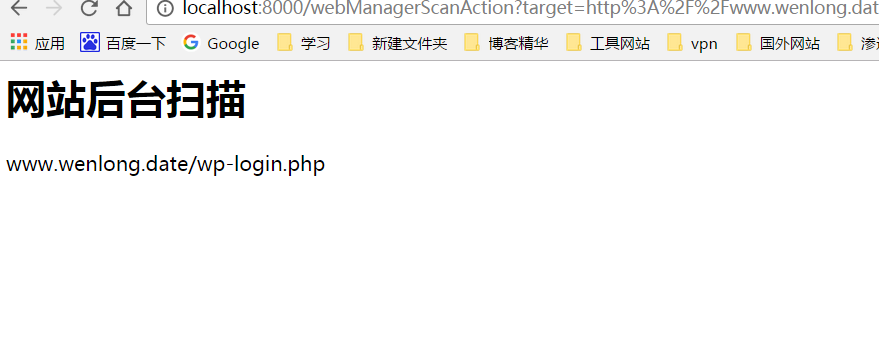 localhost:8000/webManagerScanAction?target=http%3A%2F%2Fwww.wenlong.dat
应用 百度一下 Google 学习 新建文件夹 博客精华 工具网站 vpn 国外网站
网站后台扫描
www.wenlong.date/wp-login.php